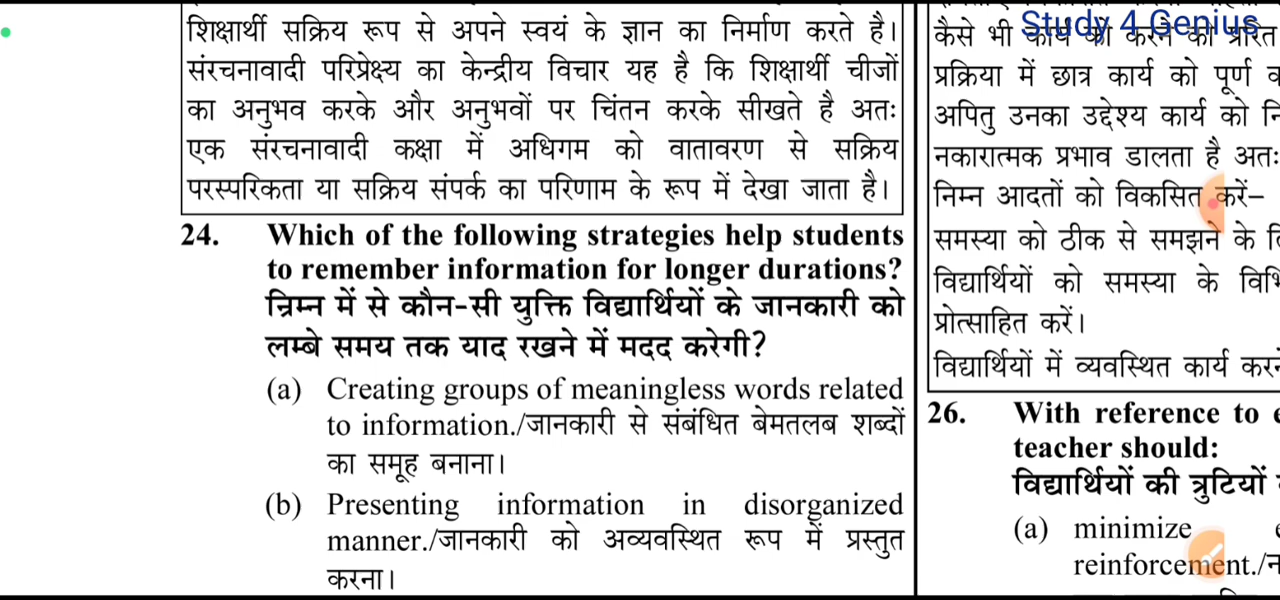 शिक्षार्थी सक्रिय रूप से अपने स्वयं के ज्ञान का निर्माण करते है।
संरचनावादी परिप्रेक्ष्य का केन्द्रीय विचार यह है कि शिक्षार्थी चीजों
का अनुभव करके और अनुभवों पर चिंतन करके सीखते है अतः
एक संरचनावादी कक्षा में अधिगम को वातावरण से सक्रिय
परस्परिकता या सक्रिय संपर्क का परिणाम के रूप में देखा जाता है।
24. Which of the following strategies help students
to remember information for longer durations?
निम्न में से कौन-सी युक्ति विद्यार्थियों के जानकारी को
लम्बे समय तक याद रखने में मदद करेगी?
(a) Creating groups of meaningless words related
to information./जानकारी से संबंधित बेमतलब शब्दों
का समूह बनाना।
(b) Presenting information in disorganized
manner./जानकारी को अव्यवस्थित रूप में प्रस्तुत
करना।
Study 4 Genius
कैसे भी कार्य को करने को प्रेरित
प्रक्रिया में छात्र कार्य को पूर्ण
अपितु उनका उद्देश्य कार्य को
नकारात्मक प्रभाव डालता है अतः
निम्न आदतों को विकसित करें–
समस्या को ठीक से समझने के
विद्यार्थियों को समस्या के
प्रोत्साहित करें।
विद्यार्थियों में व्यवस्थित कार्य
26. With reference to
teacher should:
विद्यार्थियों की त्रुटियों
(a) minimize
reinforcement./